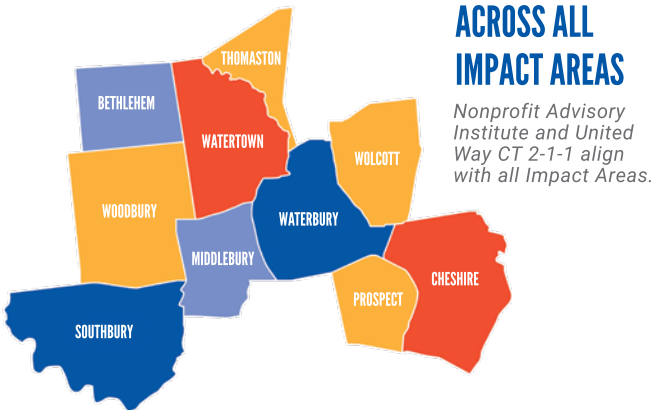 ACROSS ALL
IMPACT AREAS
Nonprofit Advisory
Institute and United
Way CT 2-1-1 align
with all Impact Areas.
THOMASTON
BETHLEHEM
WATERTOWN
WOLCOTT
WOODBURY
WATERBURY
MIDDLEBURY
CHESHIRE
PROSPECT
SOUTHBURY